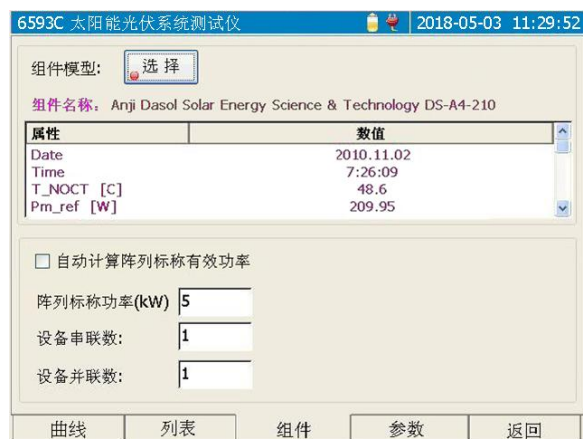 6593C 太阳能光伏系统测试仪 2018-05-03 11:29:52
组件模型: 选 择
组件名称: Anji Dasol Solar Energy Science & Technology DS-A4-210
属性 数值
Date 2010.11.02
Time 7:26:09
T_NOCT [C] 48.6
Pm_ref [W] 209.95
自动计算阵列标称有效功率
阵列标称功率(kW) 5
设备串联数: 1
设备并联数: 1
曲线 列表 组件 参数 返回